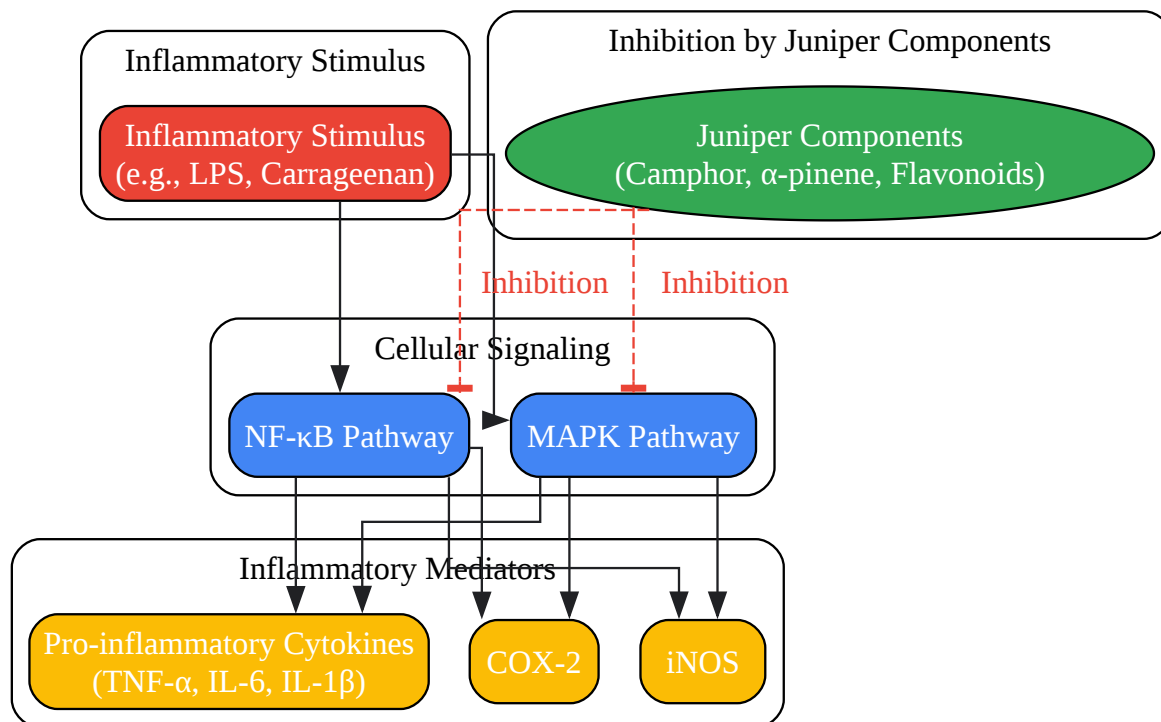 Inflammatory Stimulus
Inhibition by Juniper Components
Inflammatory Stimulus
(e.g., LPS, Carrageenan)
Juniper Components
(Camphor, α-pinene, Flavonoids)
Inhibition
Inhibition
Cellular Signaling
NF-κB Pathway
MAPK Pathway
Inflammatory Mediators
Pro-inflammatory Cytokines
(TNF-α, IL-6, IL-1β)
COX-2
iNOS